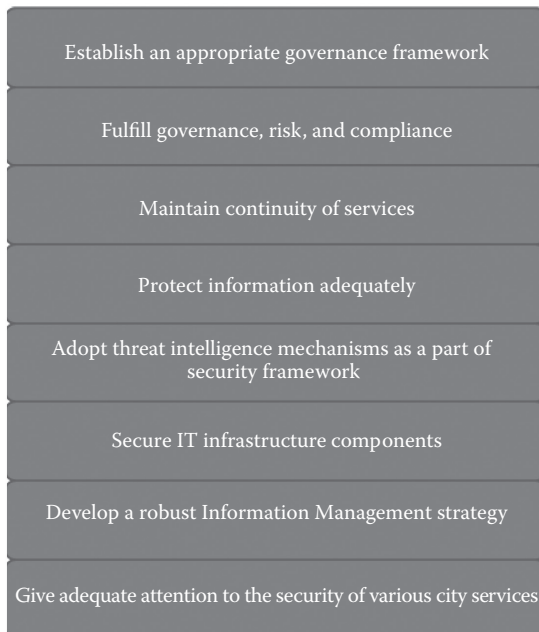 Establish an appropriate governance framework
Fulfill governance, risk, and compliance
Maintain continuity of services
Protect information adequately
Adopt threat intelligence mechanisms as a part of
security framework
Secure IT infrastructure components
Develop a robust Information Management strategy
Give adequate attention to the security of various city services